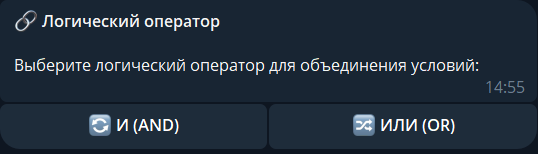 🔗 Логический оператор
Выберите логический оператор для объединения условий:
14:55
🔄 И (AND)
🔀 ИЛИ (OR)